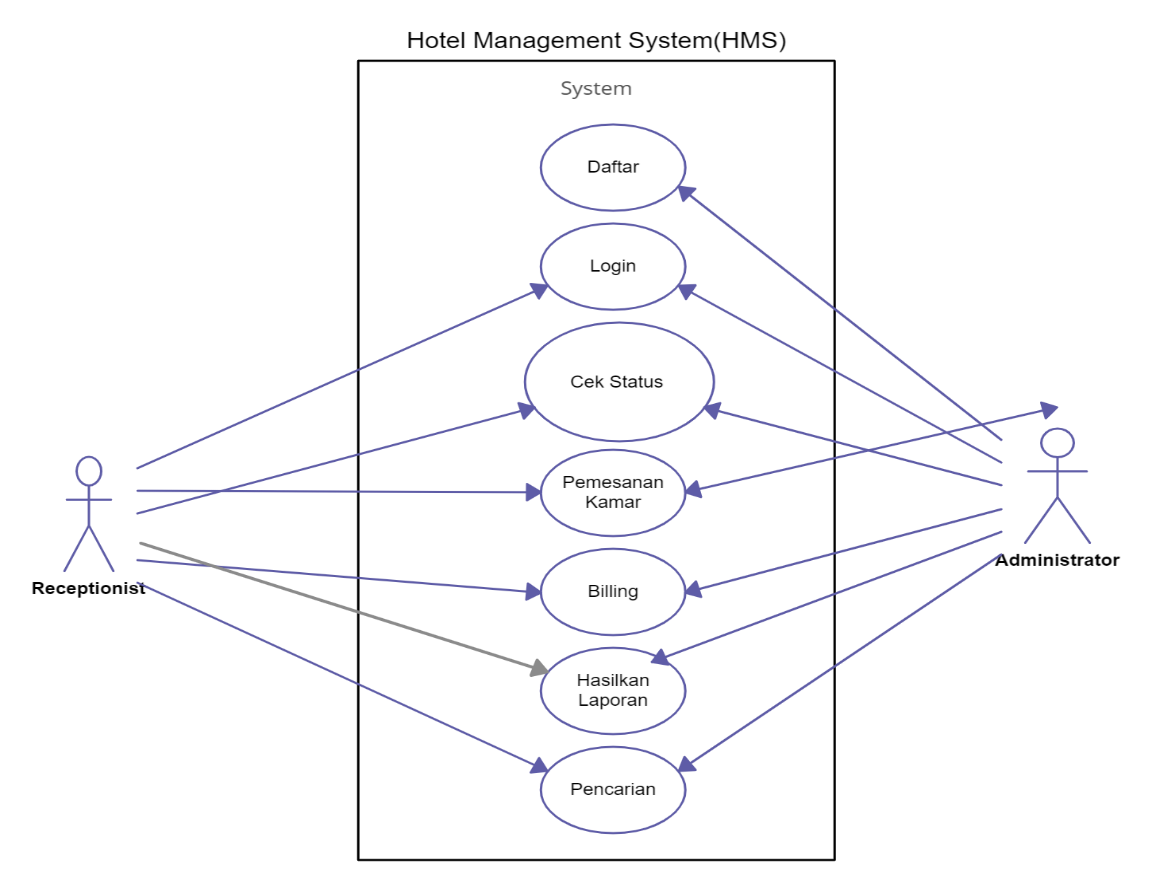 Hotel Management System(HMS)
System
Daftar
Login
Cek Status
Pemesanan
Kamar
Billing
Hasilkan
Laporan
Pencarian
Receptionist
Administrator